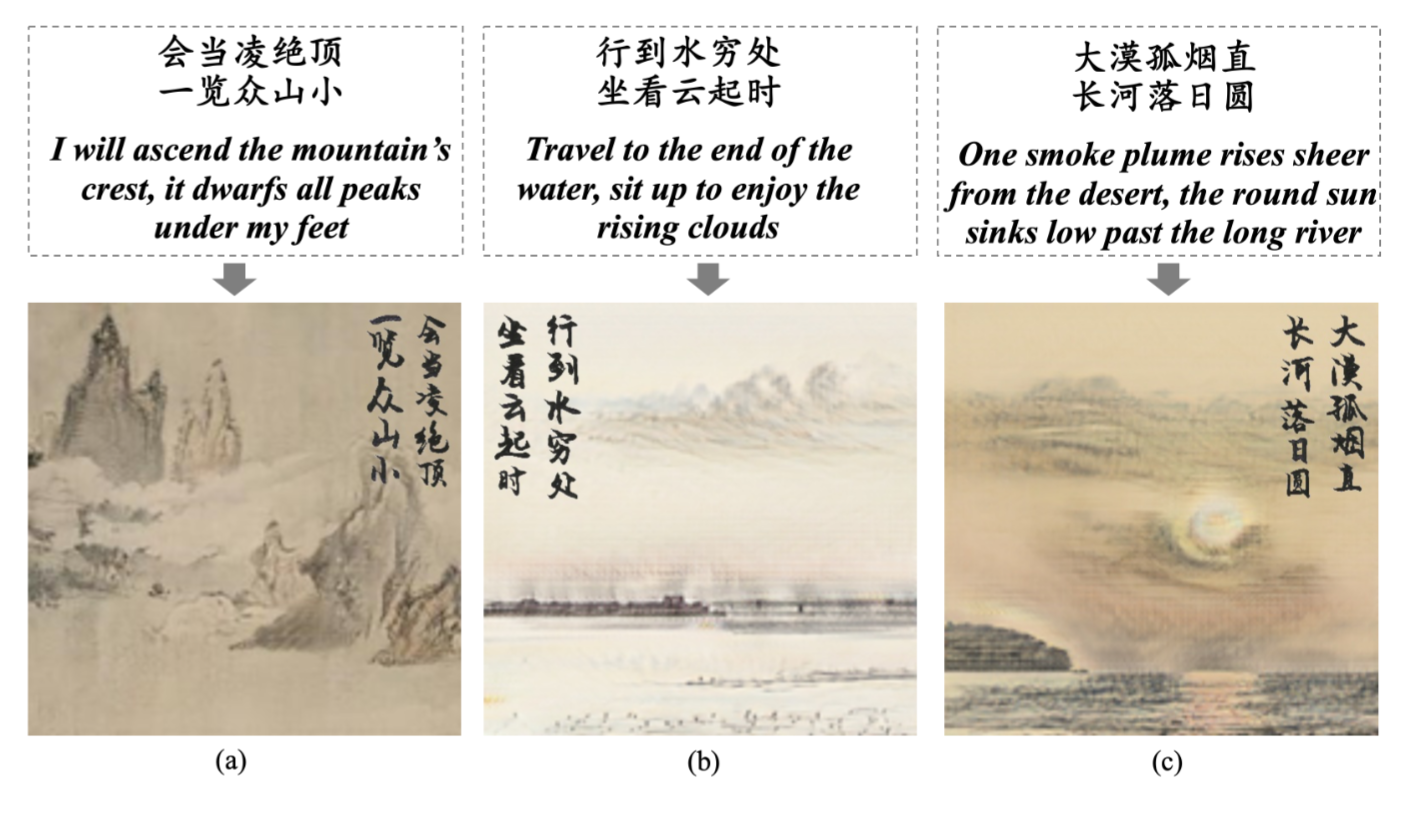 会当凌绝顶
一览众山小
I will ascend the mountain’s
crest, it dwarfs all peaks
under my feet
行到水穷处
坐看云起时
Travel to the end of the
water, sit up to enjoy the
rising clouds
大漠孤烟直
长河落日圆
One smoke plume rises sheer
from the desert, the round sun
sinks low past the long river
会当凌绝顶
一览众山小
行到水穷处
坐看云起时
大漠孤烟直
长河落日圆
(a)
(b)
(c)